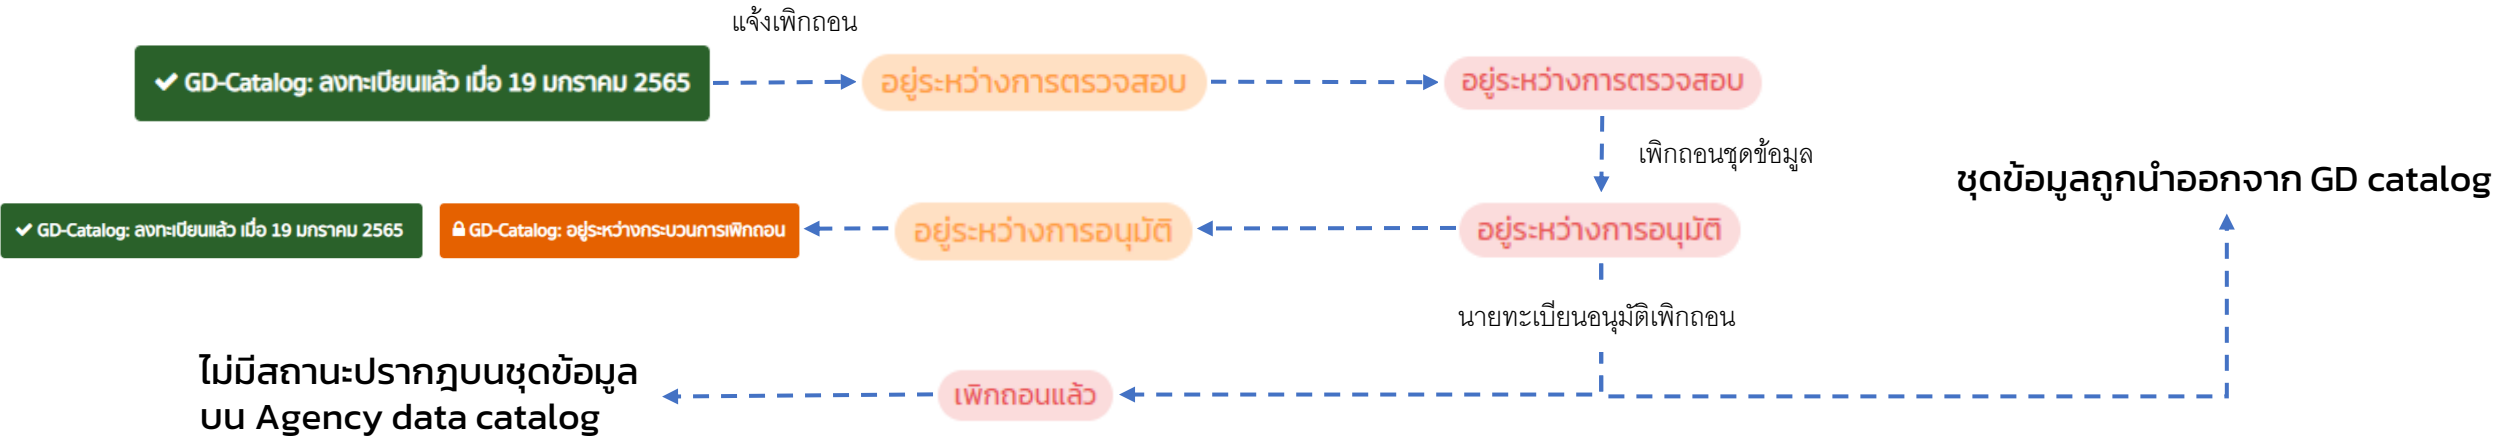 แจ้งเพิกถอน
✔ GD-Catalog: ลงทะเบียนแล้ว เมื่อ 19 มกราคม 2565
อยู่ระหว่างการตรวจสอบ
อยู่ระหว่างการตรวจสอบ
เพิกถอนชุดข้อมูล
ชุดข้อมูลถูกนำออกจาก GD catalog
✔ GD-Catalog: ลงทะเบียนแล้ว เมื่อ 19 มกราคม 2565
GD-Catalog: อยู่ระหว่างกระบวนการเพิกถอน
อยู่ระหว่างการอนุมัติ
อยู่ระหว่างการอนุมัติ
นายทะเบียนอนุมัติเพิกถอน
ไม่มีสถานะปรากฎบนชุดข้อมูล
บน Agency data catalog
เพิกถอนแล้ว